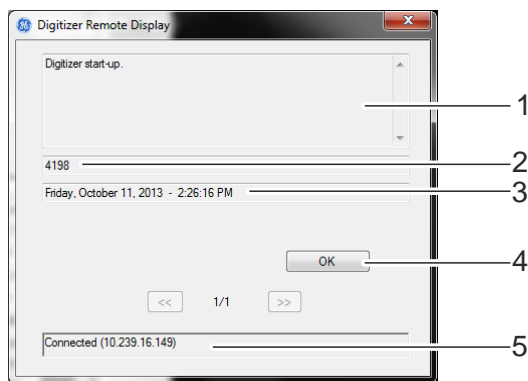 Digitizer Remote Display
Digitizer start-up.
1
4198
2
Friday, October 11, 2013 - 2:26:16 PM
3
OK
4
<< 1/1 >>
Connected (10.239.16.149)
5